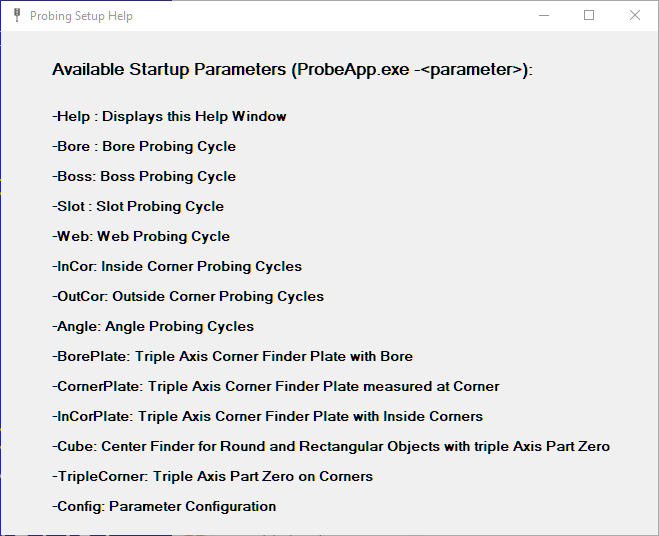 Probing Setup Help
Available Startup Parameters (ProbeApp.exe -<parameter>):
-Help : Displays this Help Window
-Bore : Bore Probing Cycle
-Boss: Boss Probing Cycle
-Slot : Slot Probing Cycle
-Web: Web Probing Cycle
-InCor: Inside Corner Probing Cycles
-OutCor: Outside Corner Probing Cycles
-Angle: Angle Probing Cycles
-BorePlate: Triple Axis Corner Finder Plate with Bore
-CornerPlate: Triple Axis Corner Finder Plate measured at Corner
-InCorPlate: Triple Axis Corner Finder Plate with Inside Corners
-Cube: Center Finder for Round and Rectangular Objects with triple Axis Part Zero
-TripleCorner: Triple Axis Part Zero on Corners
-Config: Parameter Configuration